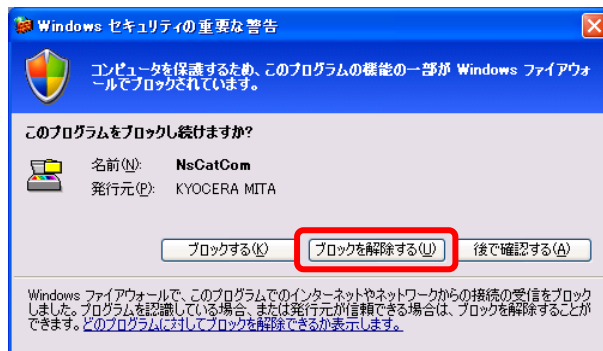 Windows セキュリティの重要な警告
コンピュータを保護するため、このプログラムの機能の一部が Windows ファイアウォ
ールでブロックされています。
このプログラムをブロックし続けますか?
名前(N): NsCatCom
発行元(P): KYOCERA MITA
ブロックする(K) ブロックを解除する(U) 後で確認する(A)
Windows ファイアウォールで、このプログラムでのインターネットやネットワークからの接続の受信をブロック
しました。プログラムを認識している場合、または発行元が信頼できる場合は、ブロックを解除することが
できます。どのプログラムに対してブロックを解除できるか表示します。